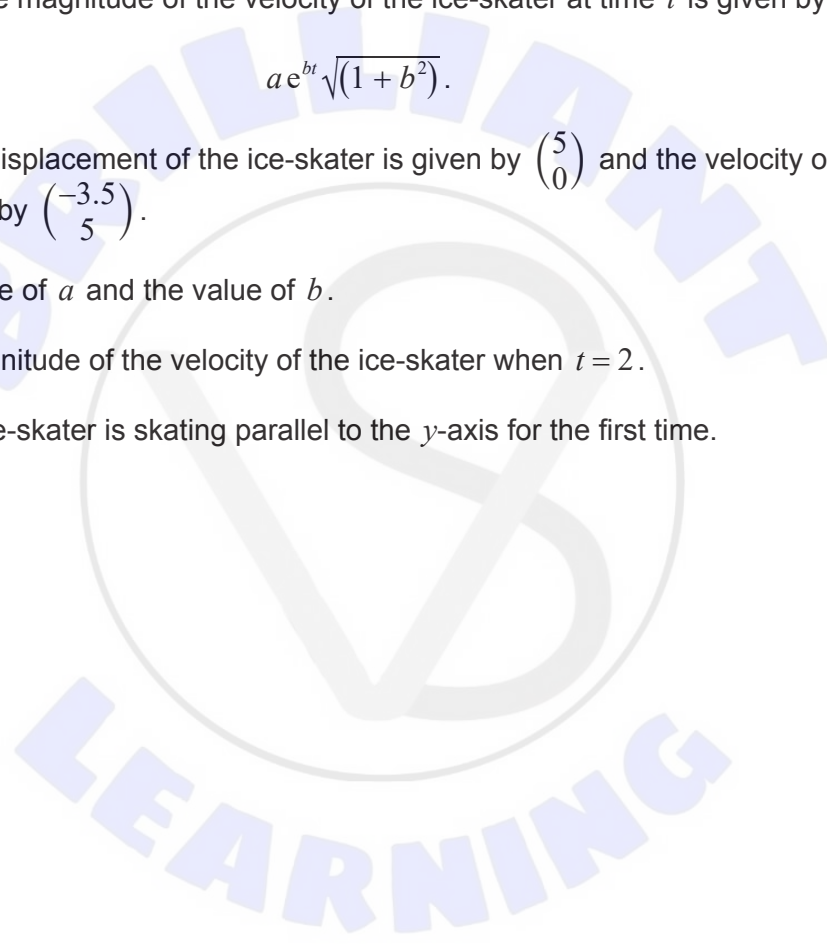 magnitude of the velocity of the ice-skater at time t is given by
a e^{bt} √(1 + b²) .
isplacement of the ice-skater is given by (5 0) and the velocity o
by (−3.5 5) .
e of a and the value of b .
nitude of the velocity of the ice-skater when t = 2 .
e-skater is skating parallel to the y-axis for the first time.
BRILLIANT
VS
LEARNING